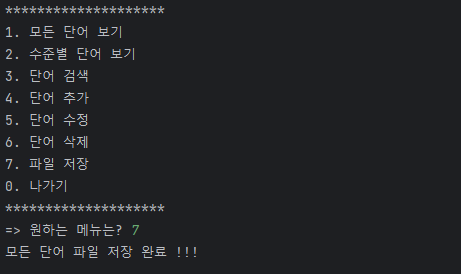 ********************
1. 모든 단어 보기
2. 수준별 단어 보기
3. 단어 검색
4. 단어 추가
5. 단어 수정
6. 단어 삭제
7. 파일 저장
0. 나가기
********************
=> 원하는 메뉴는? 7
모든 단어 파일 저장 완료 !!!